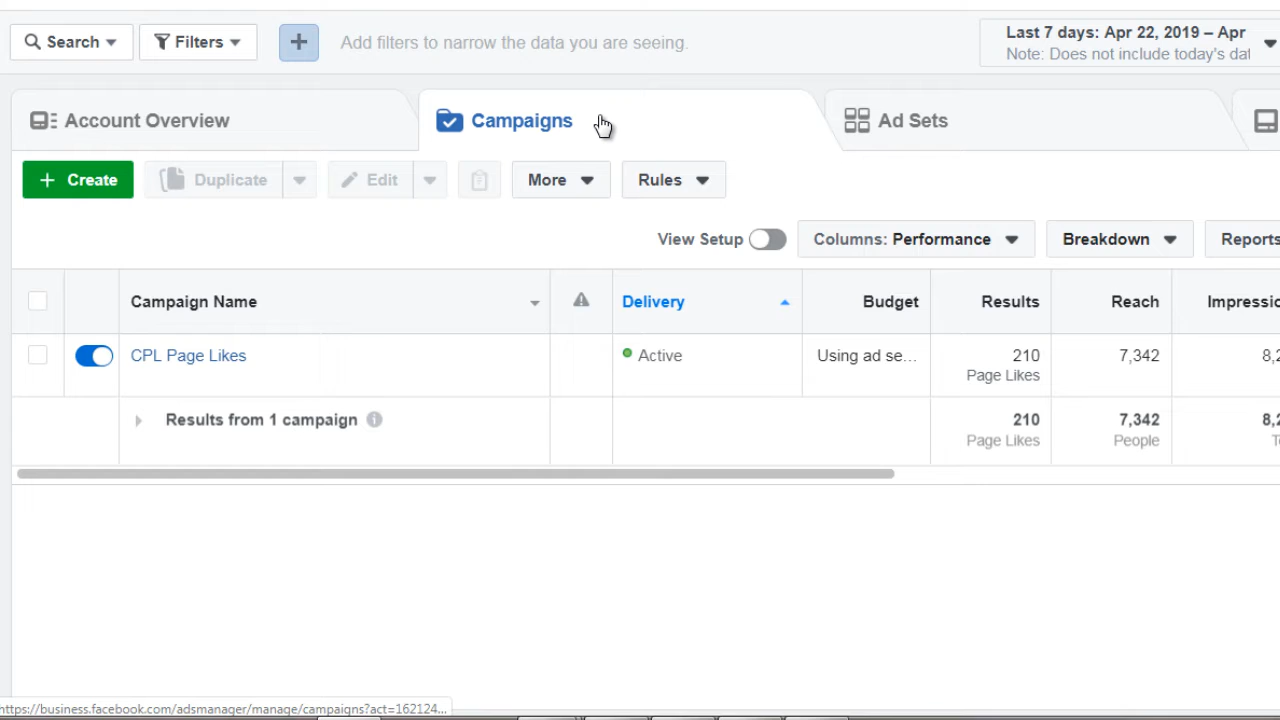 Search
Filters
Add filters to narrow the data you are seeing.
Last 7 days: Apr 22, 2019 – Apr
Note: Does not include today's dat
Account Overview
Campaigns
Ad Sets
+ Create
Duplicate
Edit
More
Rules
View Setup
Columns: Performance
Breakdown
Reports
Campaign Name
Delivery
Budget
Results
Reach
Impressio
CPL Page Likes
Active
Using ad se...
210
Page Likes
7,342
8,2
Results from 1 campaign
210
Page Likes
7,342
People
8,2
https://business.facebook.com/adsmanager/manage/campaigns?act=162124...